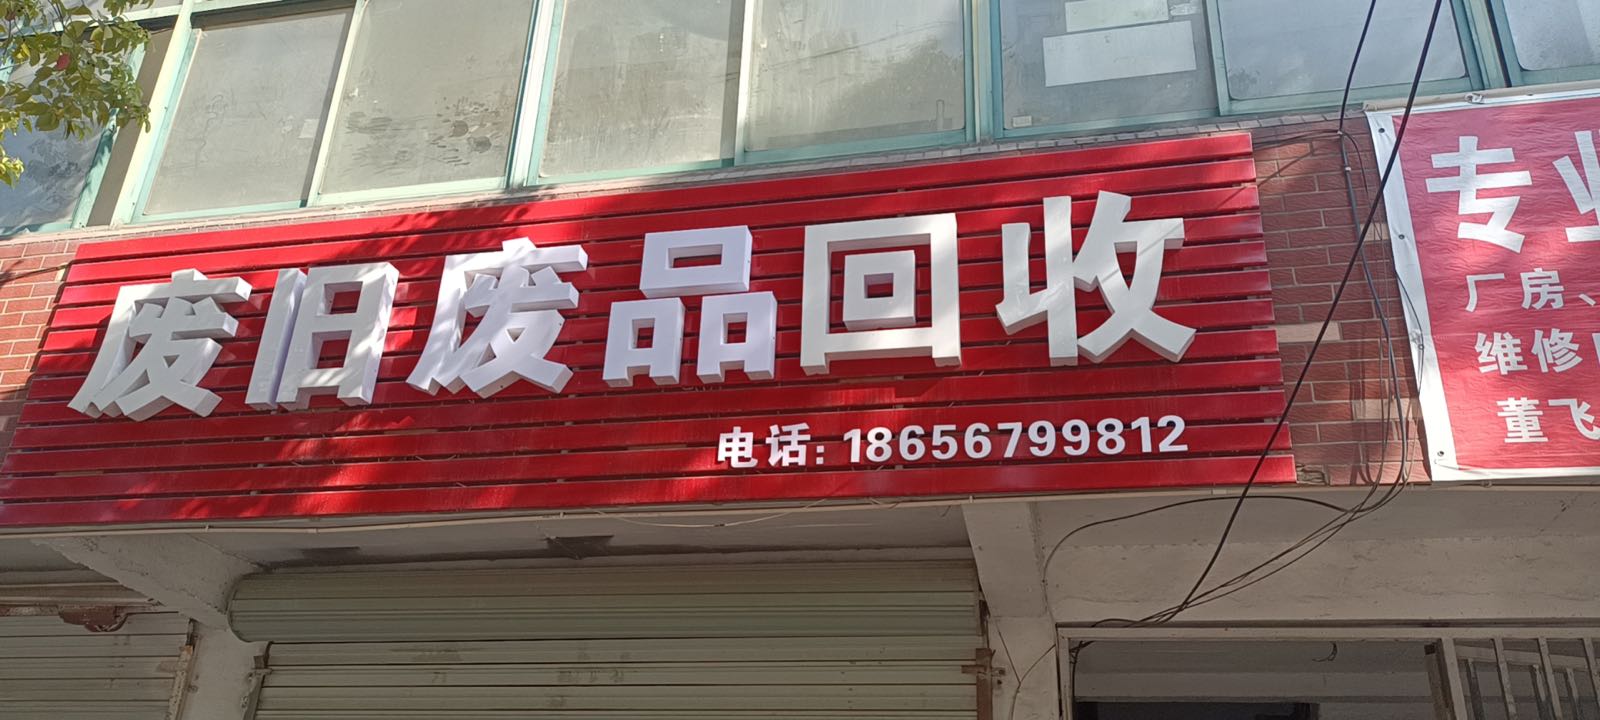 废旧废品回收
电话: 18656799812
专业
厂房、
维修
董飞